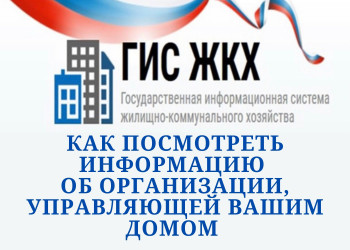 ГИС ЖКХ
Государственная информационная система
жилищно-коммунального хозяйства
КАК ПОСМОТРЕТЬ
ИНФОРМАЦИЮ
ОБ ОРГАНИЗАЦИИ,
УПРАВЛЯЮЩЕЙ ВАШИМ
ДОМОМ